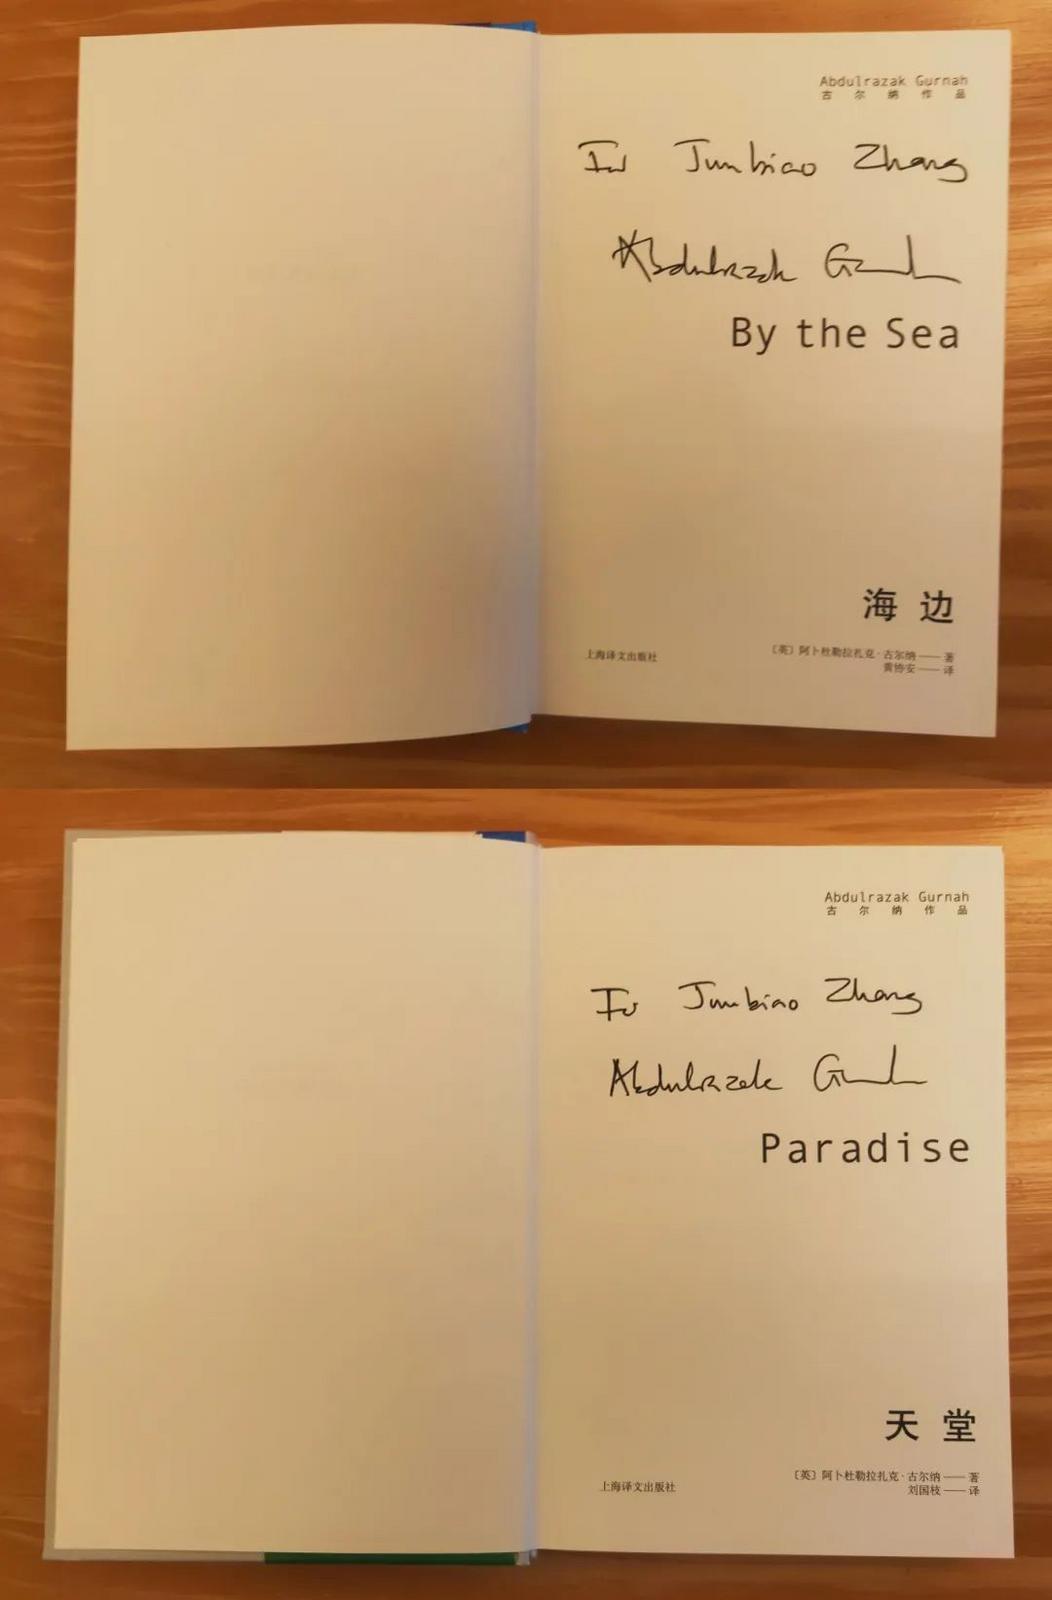 Abdulrazak Gurnah
古尔纳作品
For Junbiao Zhang
Abdulrazak Gurnah
By the Sea
海边
上海译文出版社
〔英〕阿卜杜勒拉扎克·古尔纳——著
黄协安——译
Abdulrazak Gurnah
古尔纳作品
For Junbiao Zhang
Abdulrazak Gurnah
Paradise
天堂
上海译文出版社
〔英〕阿卜杜勒拉扎克·古尔纳——著
刘国枝——译